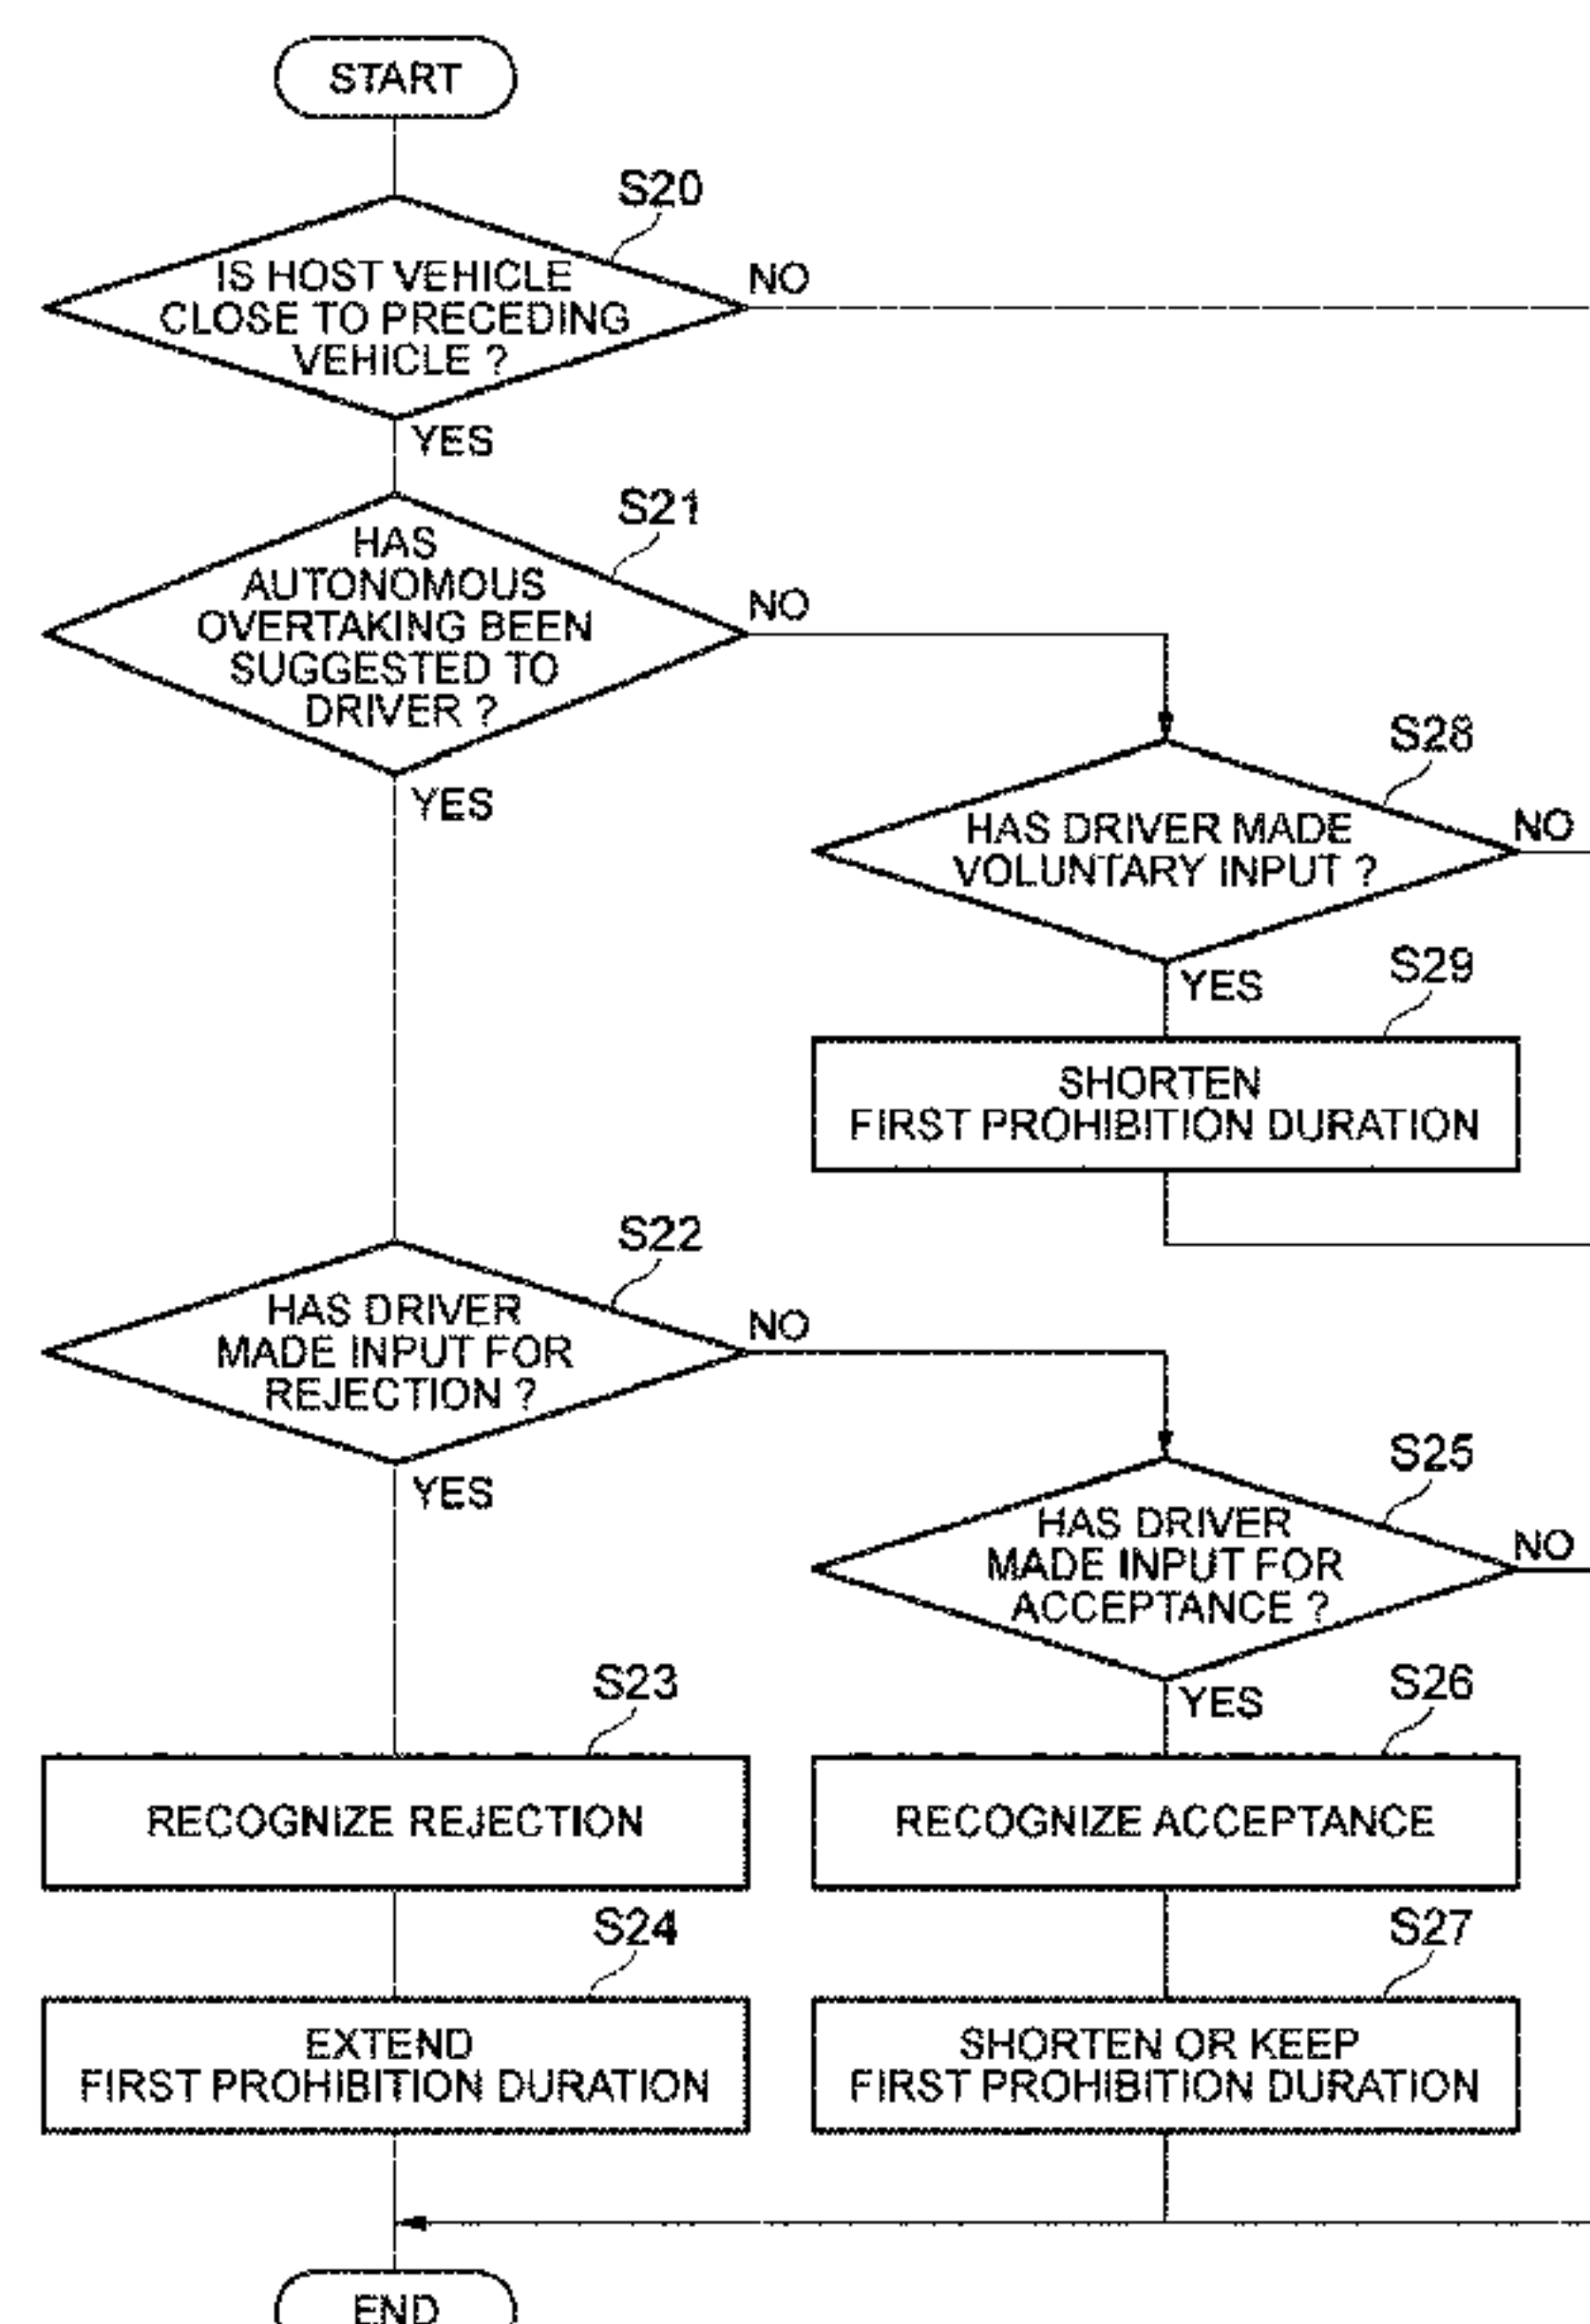 START
S20
IS HOST VEHICLE
CLOSE TO PRECEDING
VEHICLE ?
NO
YES
S21
HAS
AUTONOMOUS
OVERTAKING BEEN
SUGGESTED TO
DRIVER ?
NO
YES
S28
HAS DRIVER MADE
VOLUNTARY INPUT ?
NO
YES
S29
SHORTEN
FIRST PROHIBITION DURATION
S22
HAS DRIVER
MADE INPUT FOR
REJECTION ?
NO
YES
S25
HAS DRIVER
MADE INPUT FOR
ACCEPTANCE ?
NO
YES
S23
RECOGNIZE REJECTION
S26
RECOGNIZE ACCEPTANCE
S24
EXTEND
FIRST PROHIBITION DURATION
S27
SHORTEN OR KEEP
FIRST PROHIBITION DURATION
END